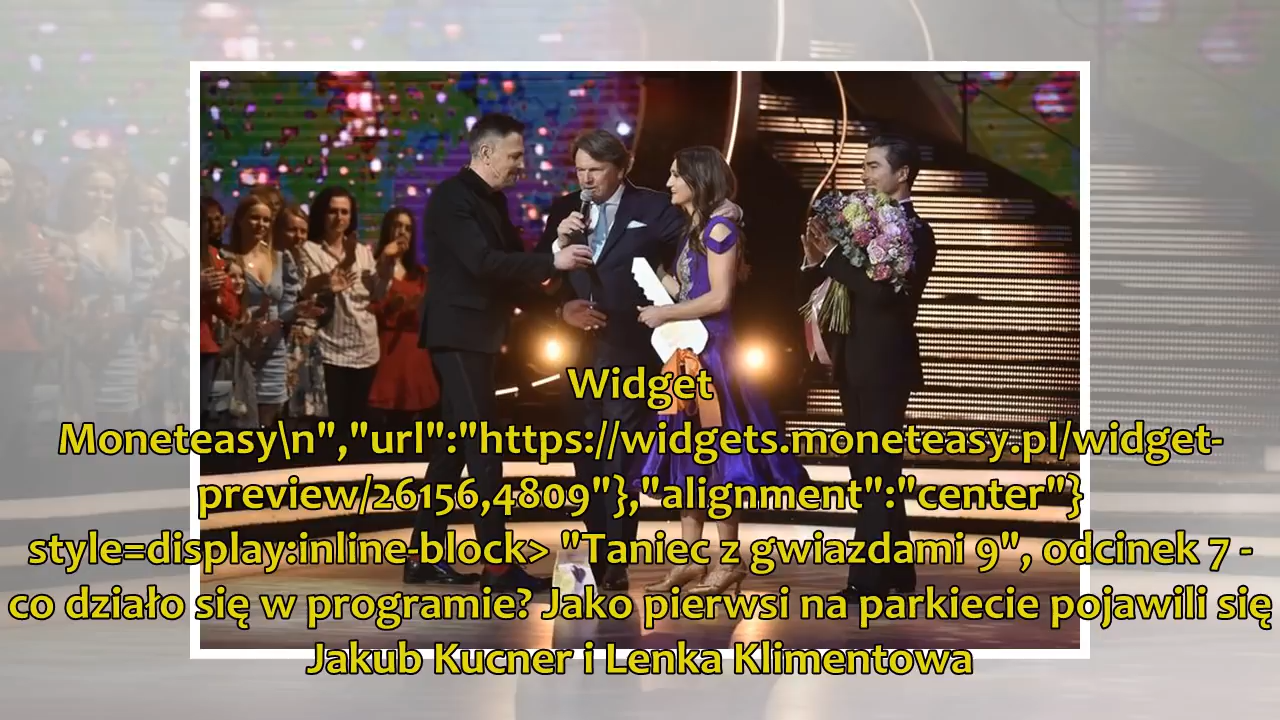 Widget
Moneteasy\n","url":"https://widgets.moneteasy.pl/widget-
preview/26156,4809"},"alignment":"center"}
style=display:inline-block> "Taniec z gwiazdami 9", odcinek 7 -
co działo się w programie? Jako pierwsi na parkiecie pojawili się
Jakub Kucner i Lenka Klimentowa